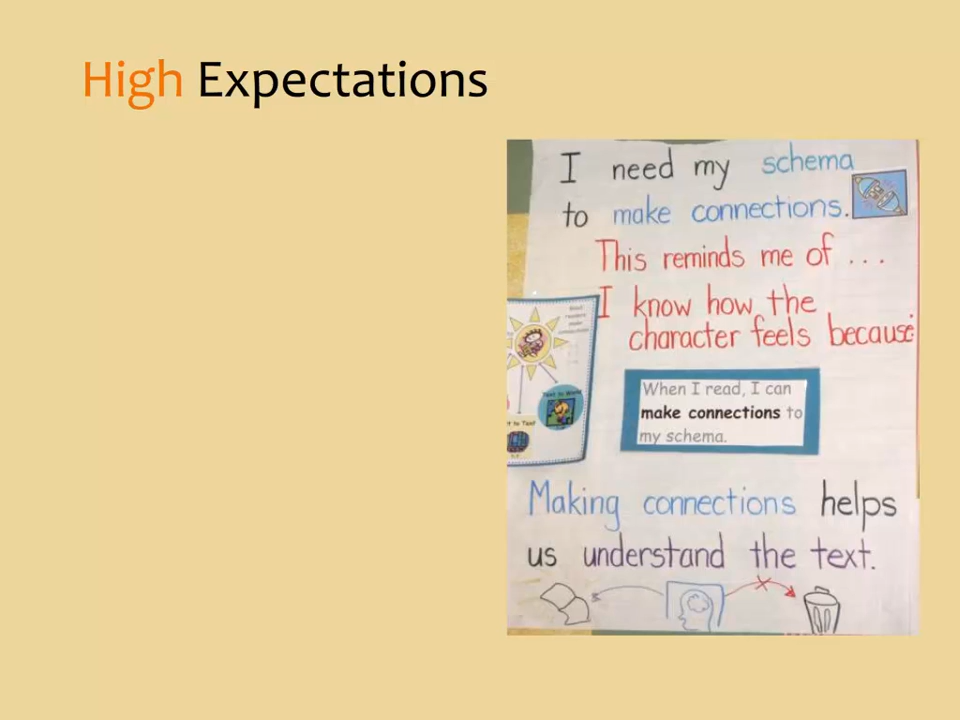 High Expectations
I need my schema
to make connections.
This reminds me of ...
I know how the
character feels because
When I read, I can
make connections to
my schema.
Making connections helps
us understand the text.